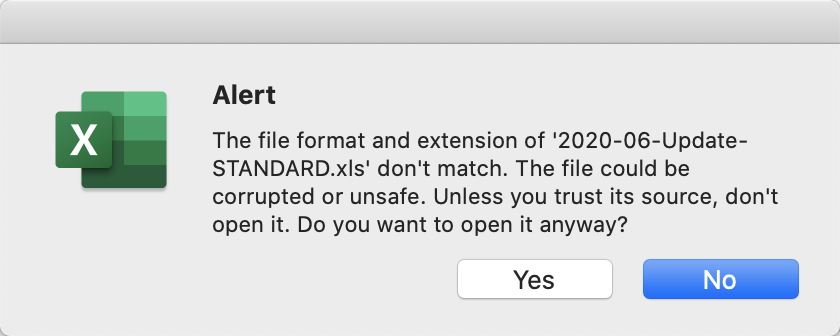 Alert
The file format and extension of '2020-06-Update-
STANDARD.xls' don't match. The file could be
corrupted or unsafe. Unless you trust its source, don't
open it. Do you want to open it anyway?
X
Yes
No